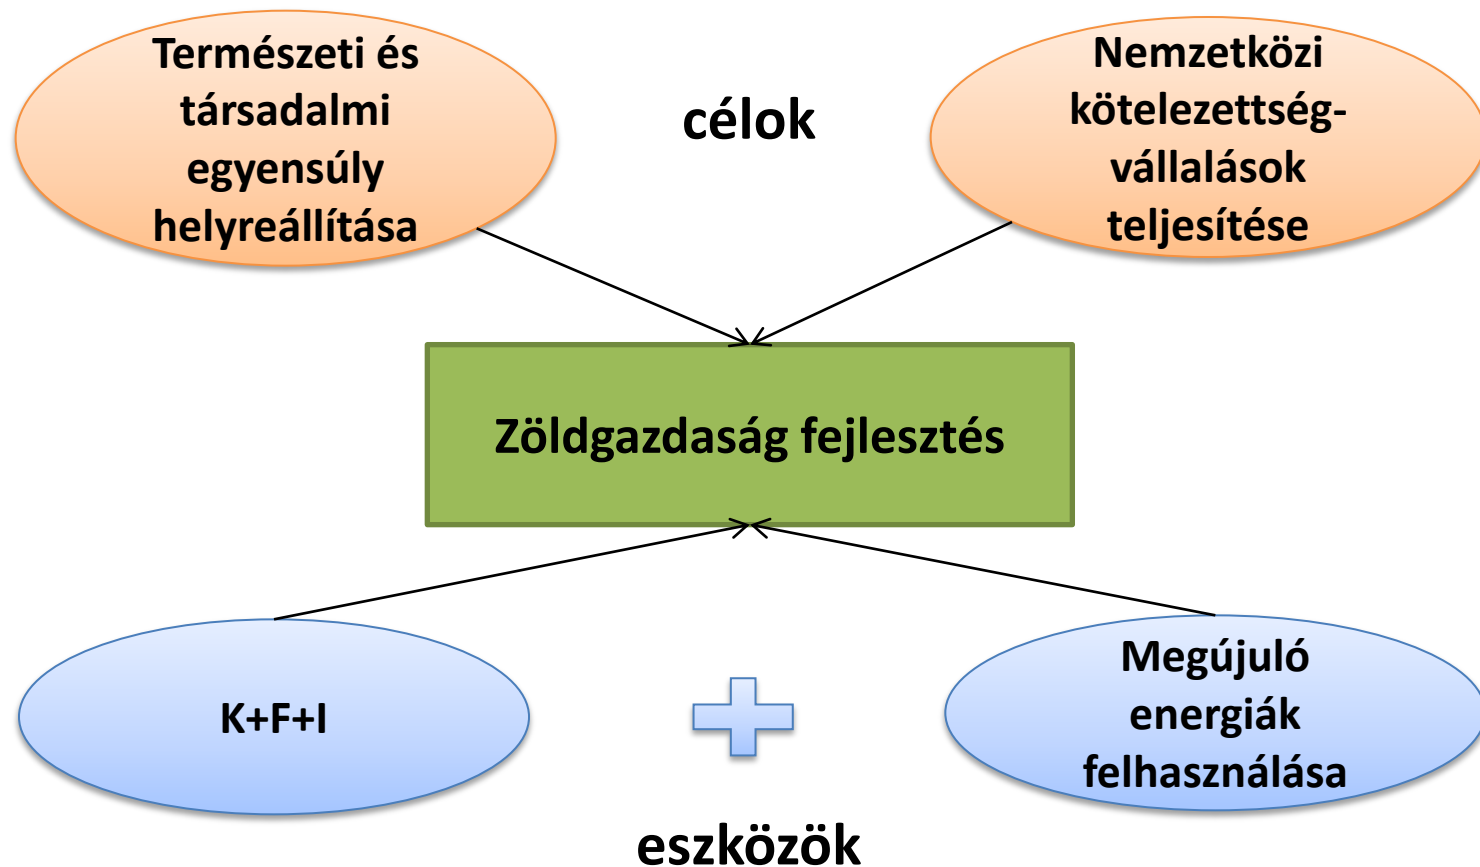 Természeti és
társadalmi
egyensúly
helyreállítása
célok
Nemzetközi
kötelezettség-
vállalások
teljesítése
Zöldgazdaság fejlesztés
K+F+I
Megújuló
energiák
felhasználása
eszközök